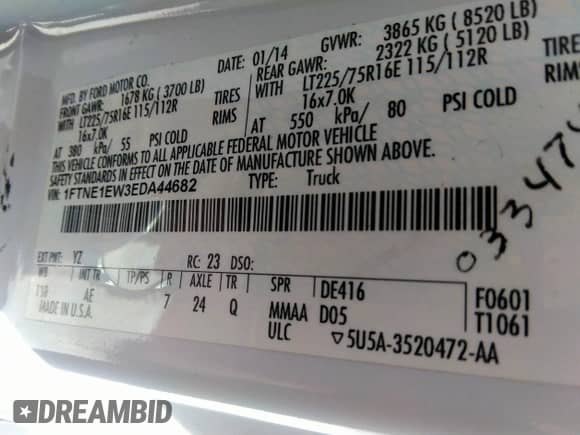 MFD. BY FORD MOTOR CO.
DATE: 01/14
GVWR: 3865 KG ( 8520 LB)
FRONT GAWR: 1678 KG ( 3700 LB)
REAR GAWR: 2322 KG ( 5120 LB)
WITH LT225/75R16E 115/112R TIRES
WITH LT225/75R16E 115/112R TIRES
16x7.0K RIMS
16x7.0K RIMS
AT 380 kPa/ 55 PSI COLD
AT 550 kPa/ 80 PSI COLD
THIS VEHICLE CONFORMS TO ALL APPLICABLE FEDERAL MOTOR VEHICLE
SAFETY STANDARDS IN EFFECT ON THE DATE OF MANUFACTURE SHOWN ABOVE.
VIN: 1FTNE1EW3EDA44682
TYPE: Truck
EXT PNT: YZ RC: 23 DSO:
WB INT TR TP/PS R AXLE TR SPR
AE 7 24 Q DE416 F0601
MADE IN U.S.A. MMAA D05 T1061
ULC ▽5U5A-3520472-AA
DREAMBID